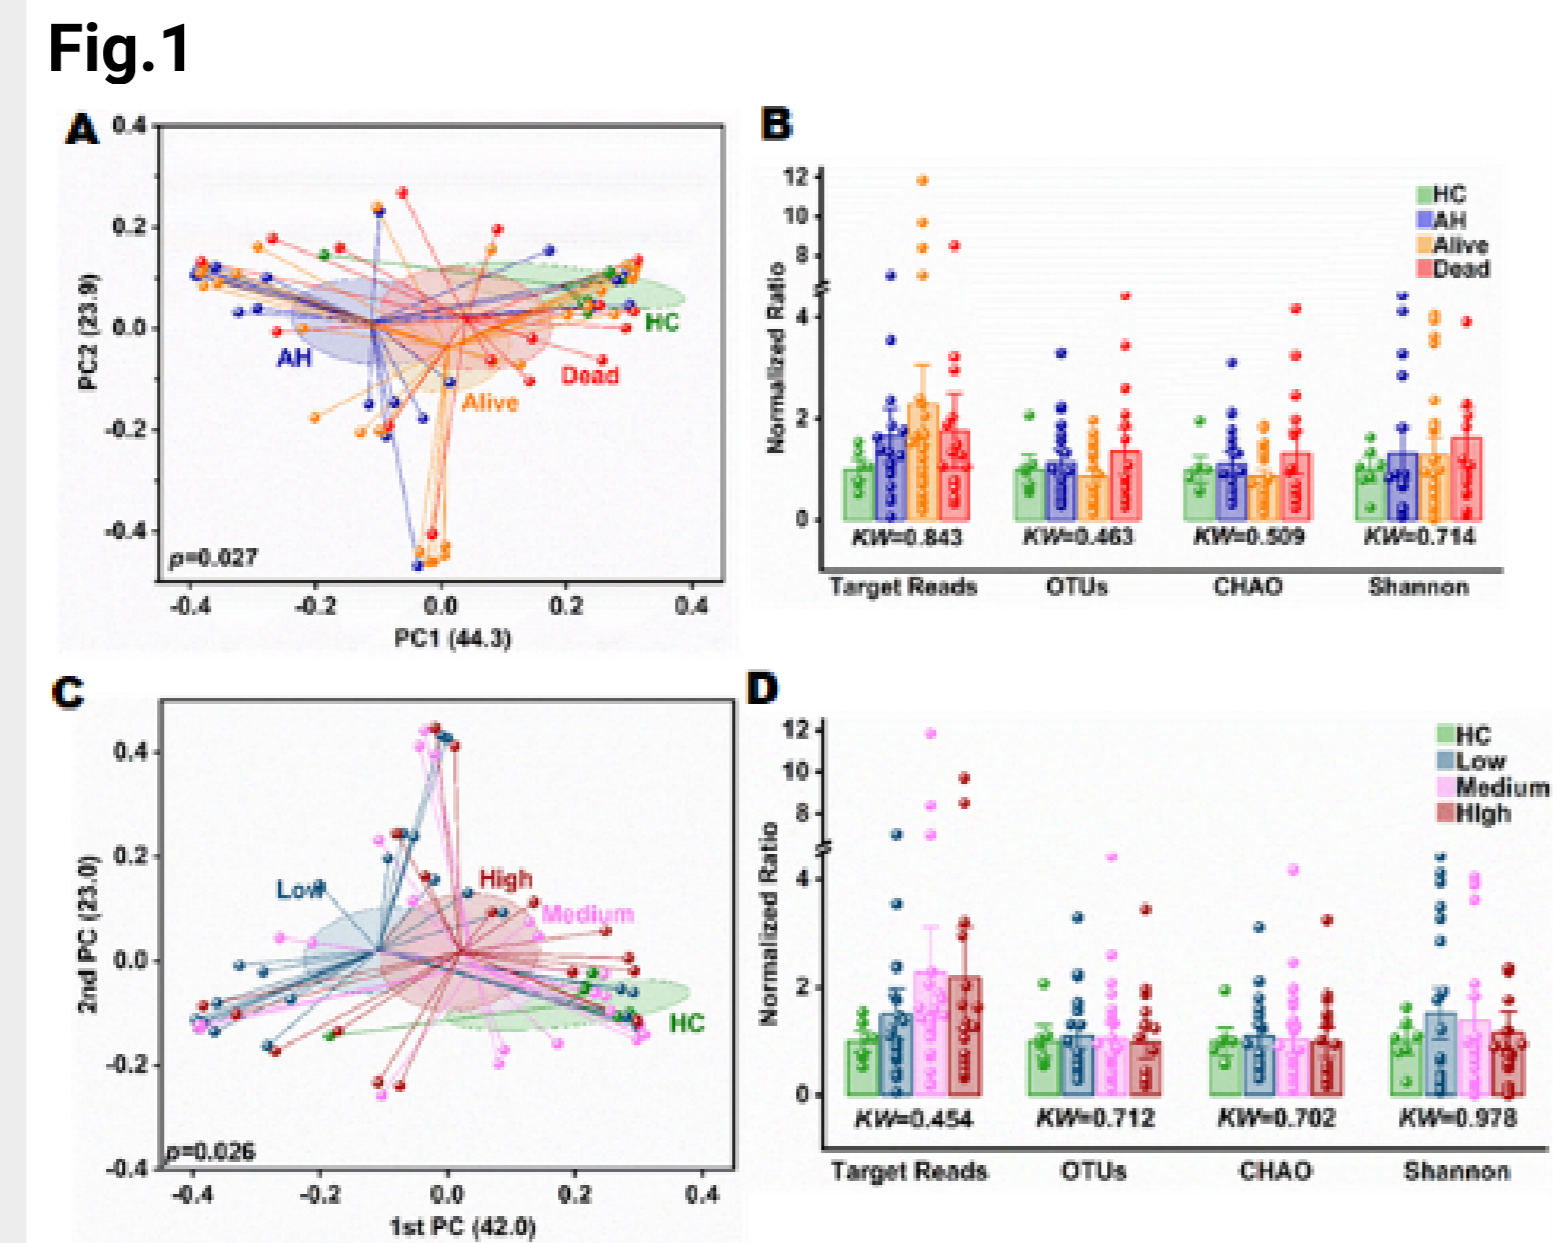 Fig.1
A
0.4
0.2
0.0
-0.2
-0.4
PC2 (23.9)
HC
AH
Dead
Alive
p=0.027
-0.4
-0.2
0.0
0.2
0.4
PC1 (44.3)
B
12
10
8
4
2
0
Normalized Ratio
HC
AH
Alive
Dead
KW=0.843
KW=0.463
KW=0.509
KW=0.714
Target Reads
OTUs
CHAO
Shannon
C
0.4
0.2
0.0
-0.2
-0.4
2nd PC (23.0)
Low
High
Medium
HC
p=0.026
-0.4
-0.2
0.0
0.2
0.4
1st PC (42.0)
D
12
10
8
4
2
0
Normalized Ratio
HC
Low
Medium
High
KW=0.454
KW=0.712
KW=0.702
KW=0.978
Target Reads
OTUs
CHAO
Shannon